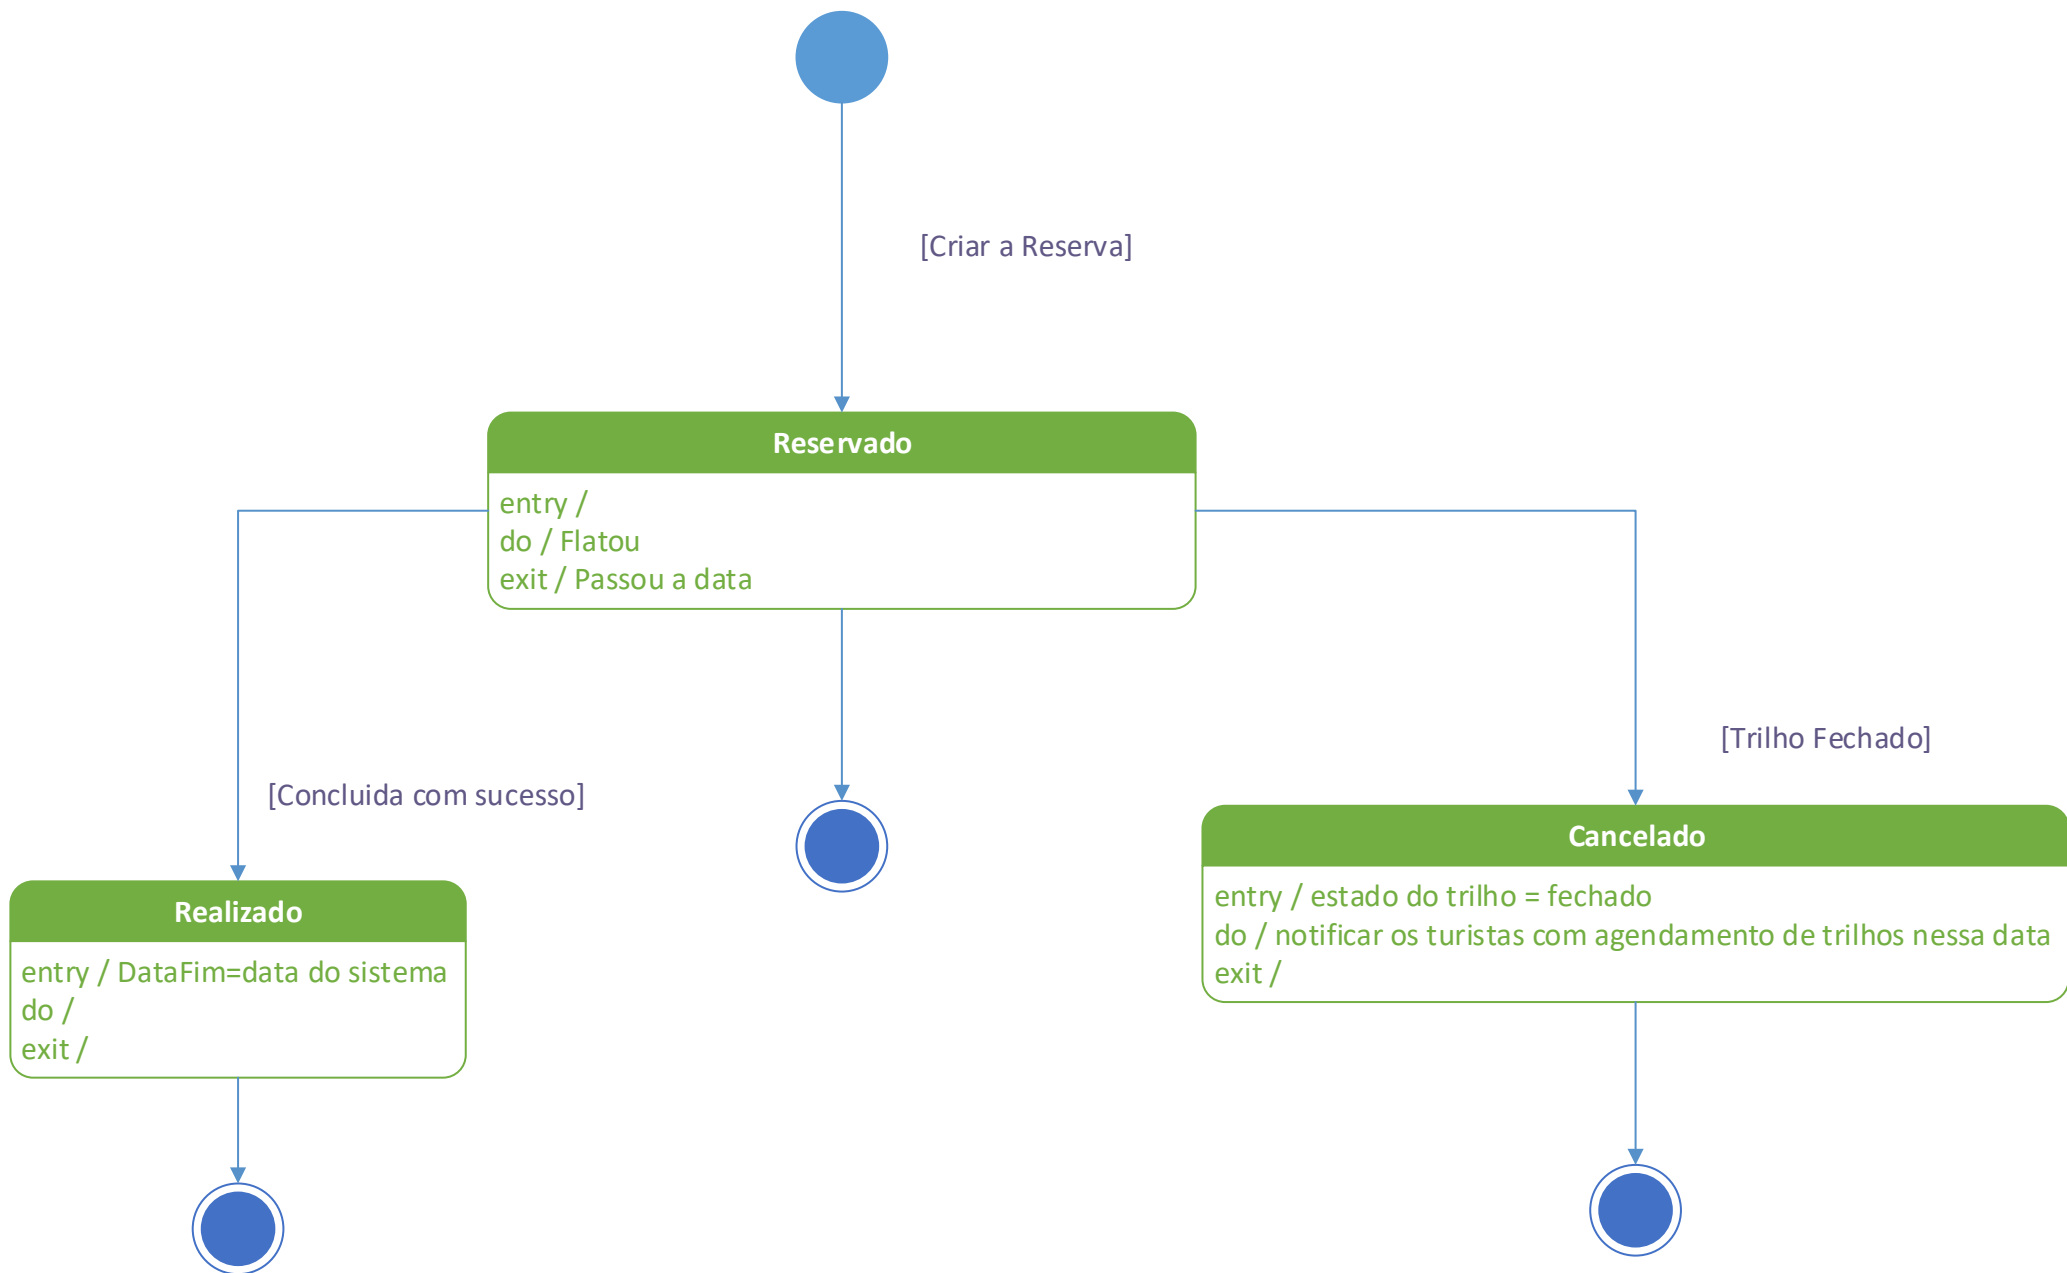 [Criar a Reserva]
Reservado
entry /
do / Flatou
exit / Passou a data
[Trilho Fechado]
[Concluida com sucesso]
Cancelado
entry / estado do trilho = fechado
do / notificar os turistas com agendamento de trilhos nessa data
exit /
Realizado
entry / DataFim=data do sistema
do /
exit /